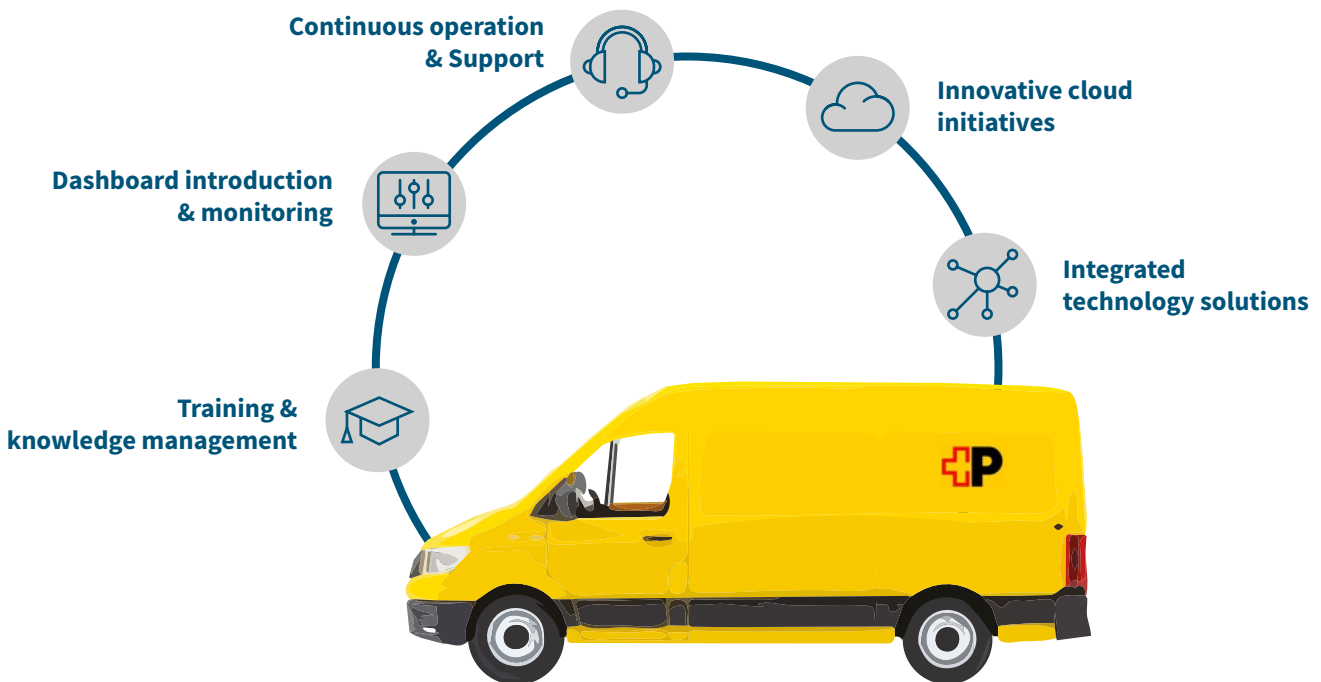 Continuous operation
& Support
Innovative cloud
initiatives
Dashboard introduction
& monitoring
Integrated
technology solutions
Training &
knowledge management
P